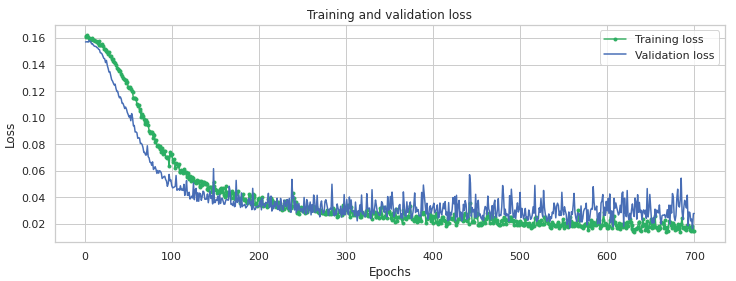 Training and validation loss
Training loss
Validation loss
Loss
0.16
0.14
0.12
0.10
0.08
0.06
0.04
0.02
0 100 200 300 400 500 600 700
Epochs